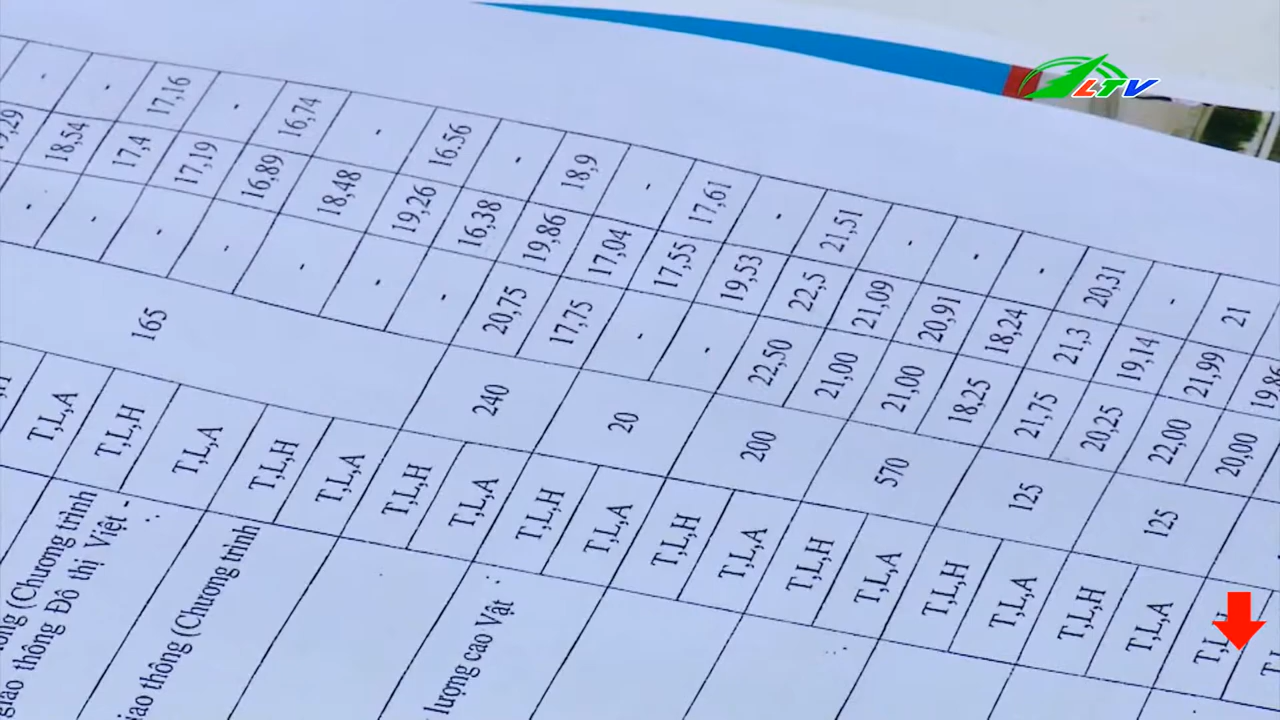 LTV
- - 17,16 - 16,74 - 16.56 - 18,9 - 17,61 - 21,51 - - - 20,31 - 21
18,54 17,4 17,19 16,89 18,48 19,26 16,38 19,86 17,04 17,55 19,53 22,5 21,09 20,91 18,24 21,3 19,14 21,99 19,86
- - - - - - - 20,75 17,75 - - 22,50 21,00 21,00 18,25 21,75 20,25 22,00 20,00
165 240 20 200 570 125 125
T,L,A T,L,H T,L,A T,L,H T,L,A T,L,H T,L,A T,L,H T,L,A T,L,H T,L,A T,L,H T,L,A T,L,H T,L,A T,L,H T,L,A
(Chương trình
giao thông Đô thị Việt -
giao thông (Chương trình
lượng cao Vật